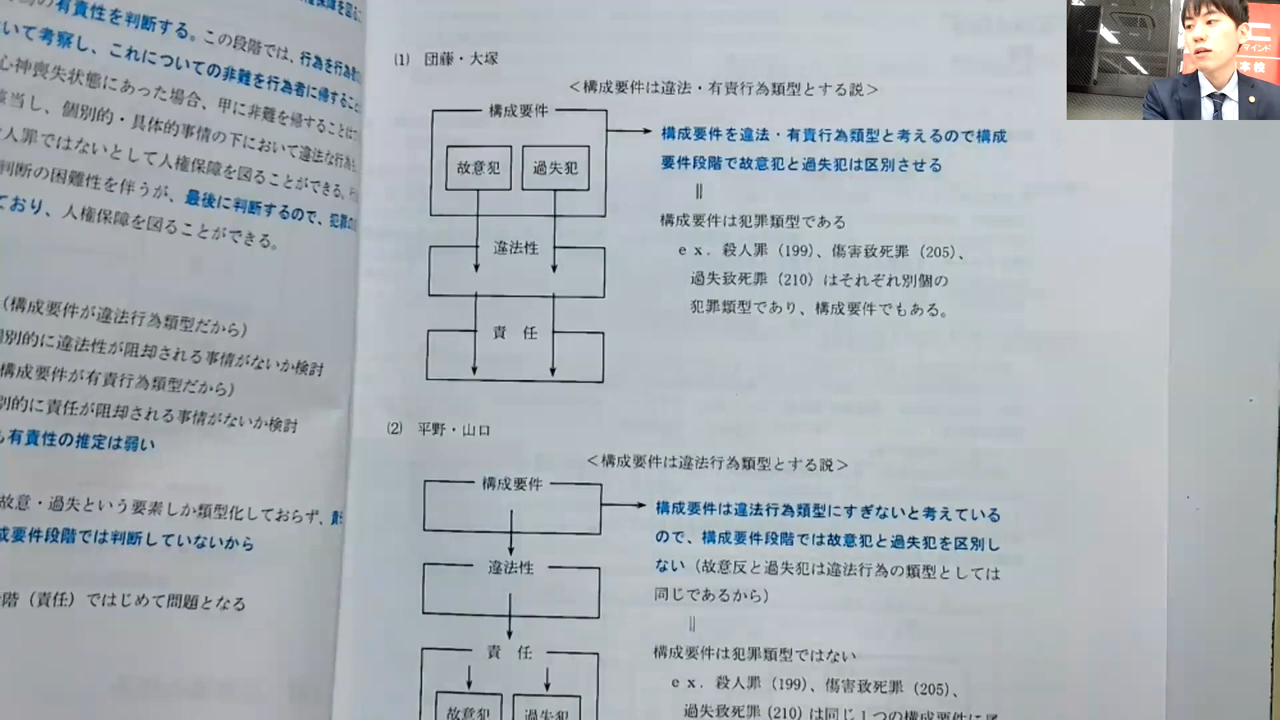 有責性を判断する。この段階では、行為を行為者
いて考察し、これについての非難を行為者に帰すること
心神喪失状態にあった場合、甲に非難を帰することは
該当し、個別的・具体的事情の下において違法な行為
人罪ではないとして人権保障を図ることができる。
判断の困難性を伴うが、最後に判断するので、犯罪
ており、人権保障を図ることができる。
（構成要件が違法行為類型だから）
個別的に違法性が阻却される事情がないか検討
構成要件が有責行為類型だから）
別的に責任が阻却される事情がないか検討
も有責性の推定は弱い
故意・過失という要素しか類型化しておらず、責
成要件段階では判断していないから
階（責任）ではじめて問題となる
⑴ 団藤・大塚
＜構成要件は違法・有責行為類型とする説＞
構成要件
故意犯 過失犯
違法性
責 任
構成要件を違法・有責行為類型と考えるので構成
要件段階で故意犯と過失犯は区別させる
||
構成要件は犯罪類型である
ｅｘ．殺人罪（199）、傷害致死罪（205）、
過失致死罪（210）はそれぞれ別個の
犯罪類型であり、構成要件でもある。
⑵ 平野・山口
＜構成要件は違法行為類型とする説＞
構成要件
違法性
責 任
故意犯 過失犯
構成要件は違法行為類型にすぎないと考えている
ので、構成要件段階では故意犯と過失犯を区別し
ない（故意反と過失犯は違法行為の類型としては
同じであるから）
||
構成要件は犯罪類型ではない
ｅｘ．殺人罪（199）、傷害致死罪（205）、
過失致死罪（210）は同じ１つの構成要件に
マインド
本校